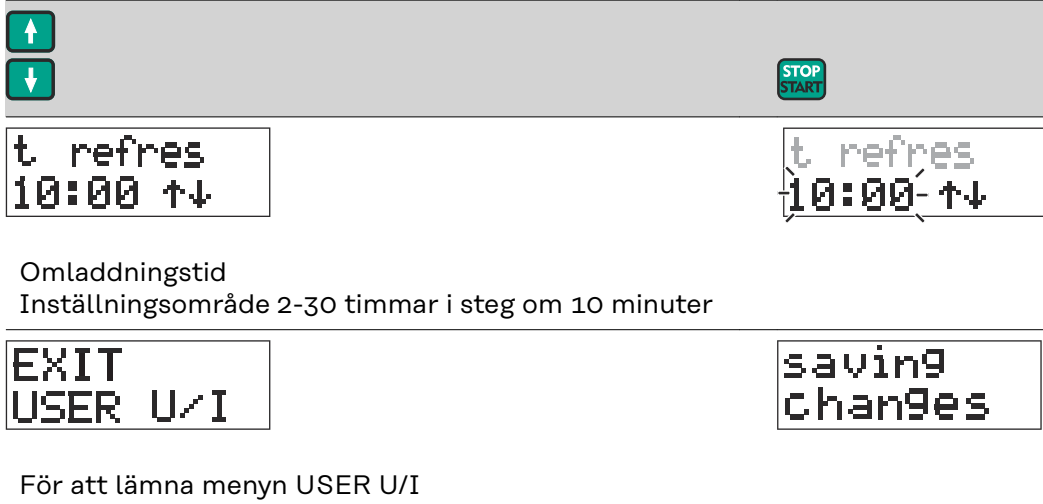 STOP
START
t refres
10:00 ↑↓
t refres
10:00 ↑↓
Omladdningstid
Inställningsområde 2-30 timmar i steg om 10 minuter
EXIT
USER U/I
saving
changes
För att lämna menyn USER U/I